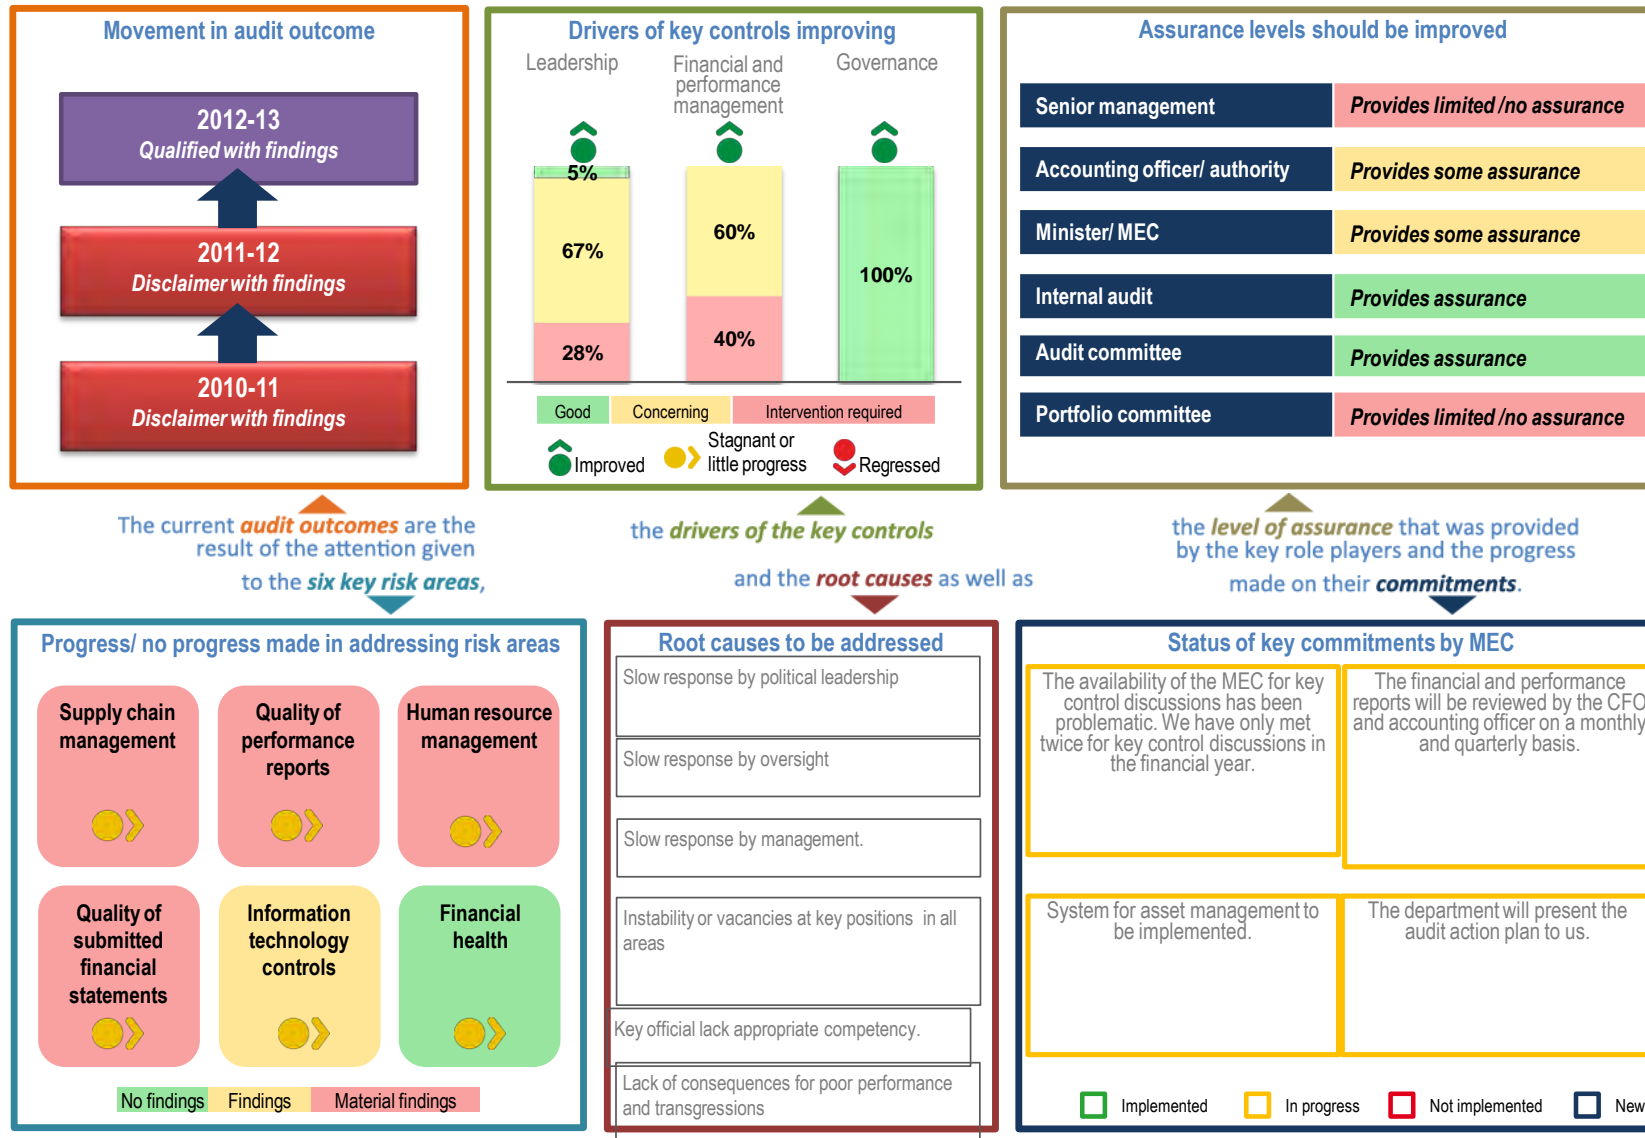 Movement in audit outcome
2012-13
Qualified with findings
2011-12
Disclaimer with findings
2010-11
Disclaimer with findings
Drivers of key controls improving
Leadership
Financial and
performance
management
Governance
5%
67%
28%
60%
40%
100%
Good
Concerning
Intervention required
Improved
Stagnant or
little progress
Regressed
Assurance levels should be improved
Senior management
Provides limited /no assurance
Accounting officer/ authority
Provides some assurance
Minister/ MEC
Provides some assurance
Internal audit
Provides assurance
Audit committee
Provides assurance
Portfolio committee
Provides limited /no assurance
The current audit outcomes are the
result of the attention given
to the six key risk areas,
the drivers of the key controls
and the root causes as well as
the level of assurance that was provided
by the key role players and the progress
made on their commitments.
Progress/ no progress made in addressing risk areas
Supply chain
management
Quality of
performance
reports
Human resource
management
Quality of
submitted
financial
statements
Information
technology
controls
Financial
health
No findings
Findings
Material findings
Root causes to be addressed
Slow response by political leadership
Slow response by oversight
Slow response by management.
Instability or vacancies at key positions in all
areas
Key official lack appropriate competency.
Lack of consequences for poor performance
and transgressions
Status of key commitments by MEC
The availability of the MEC for key
control discussions has been
problematic. We have only met
twice for key control discussions in
the financial year.
The financial and performance
reports will be reviewed by the CFO
and accounting officer on a monthly
and quarterly basis.
System for asset management to
be implemented.
The department will present the
audit action plan to us.
Implemented
In progress
Not implemented
New